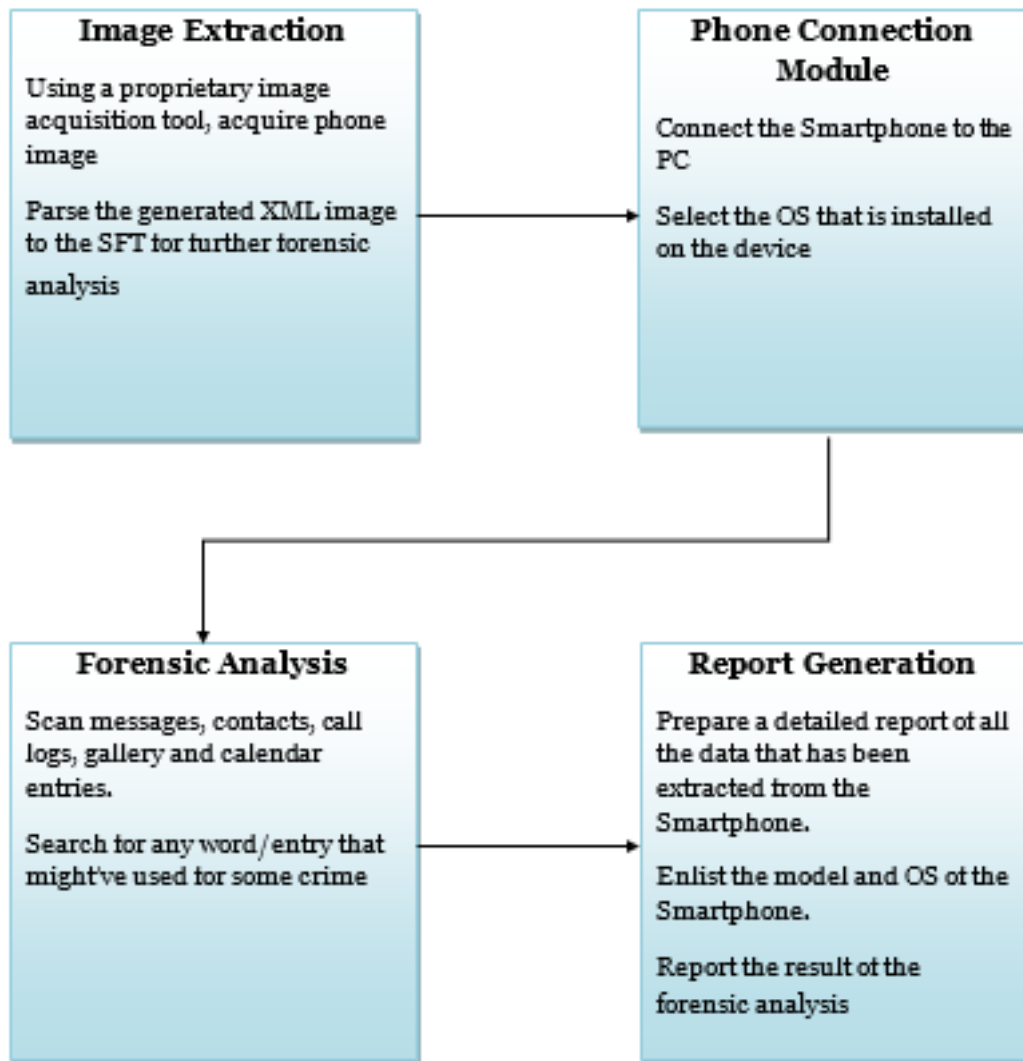 Image Extraction
Using a proprietary image
acquisition tool, acquire phone
image
Parse the generated XML image
to the SFT for further forensic
analysis
Phone Connection
Module
Connect the Smartphone to the
PC
Select the OS that is installed
on the device
Forensic Analysis
Scan messages, contacts, call
logs, gallery and calendar
entries.
Search for any word/entry that
might've used for some crime
Report Generation
Prepare a detailed report of all
the data that has been
extracted from the
Smartphone.
Enlist the model and OS of the
Smartphone.
Report the result of the
forensic analysis